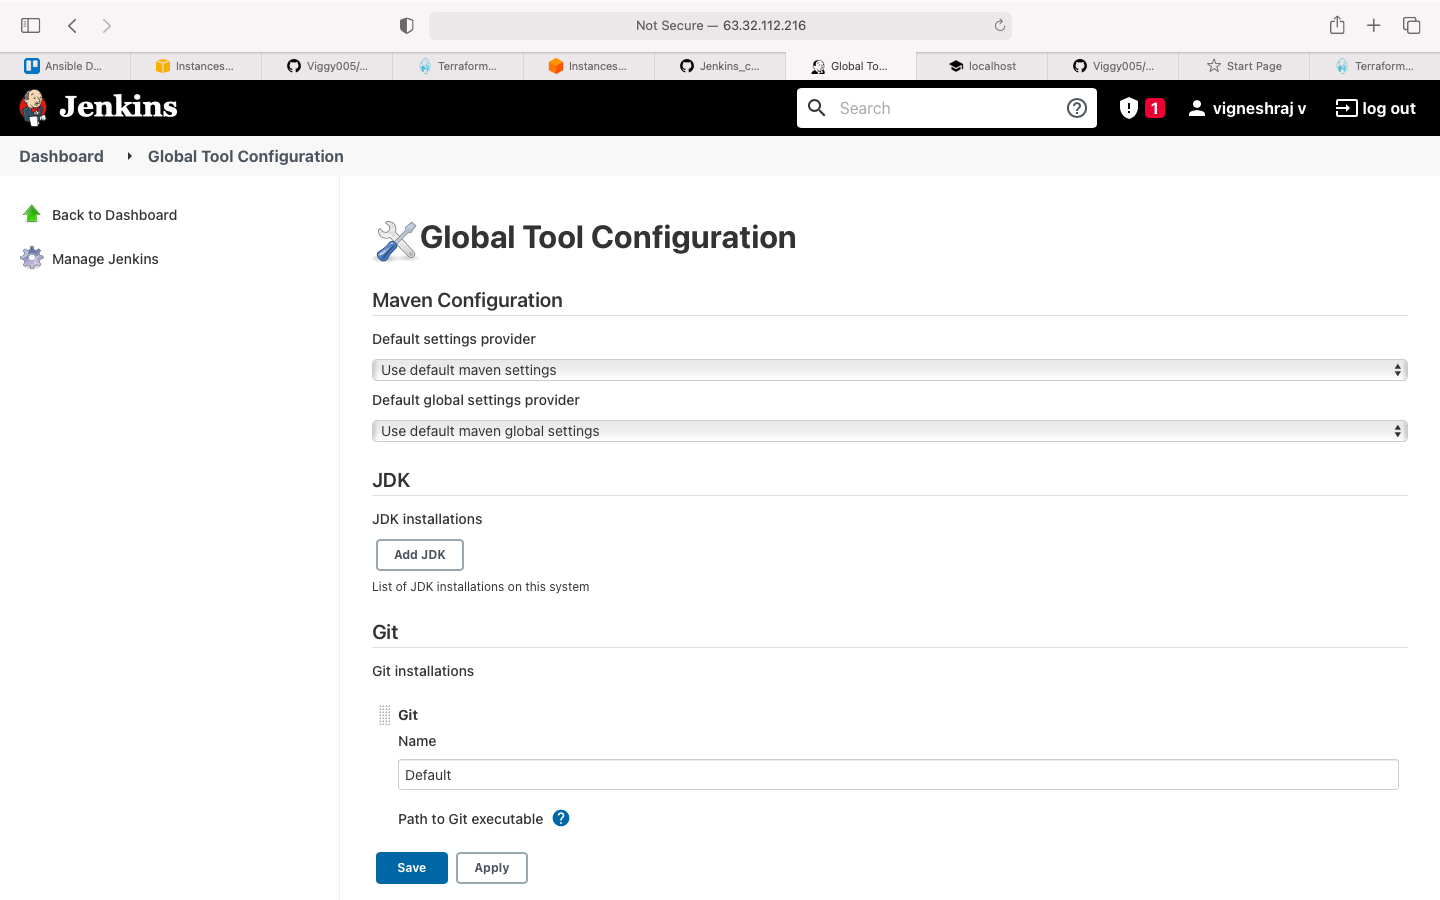 Not Secure — 63.32.112.216
Ansible D...
Instances...
Viggy005/...
Terraform...
Instances...
Jenkins_c...
Global To...
localhost
Viggy005/...
Start Page
Terraform...
Jenkins
Search
1
vigneshraj v
log out
Dashboard
Global Tool Configuration
Back to Dashboard
Manage Jenkins
Global Tool Configuration
Maven Configuration
Default settings provider
Use default maven settings
Default global settings provider
Use default maven global settings
JDK
JDK installations
Add JDK
List of JDK installations on this system
Git
Git installations
Git
Name
Default
Path to Git executable
Save
Apply